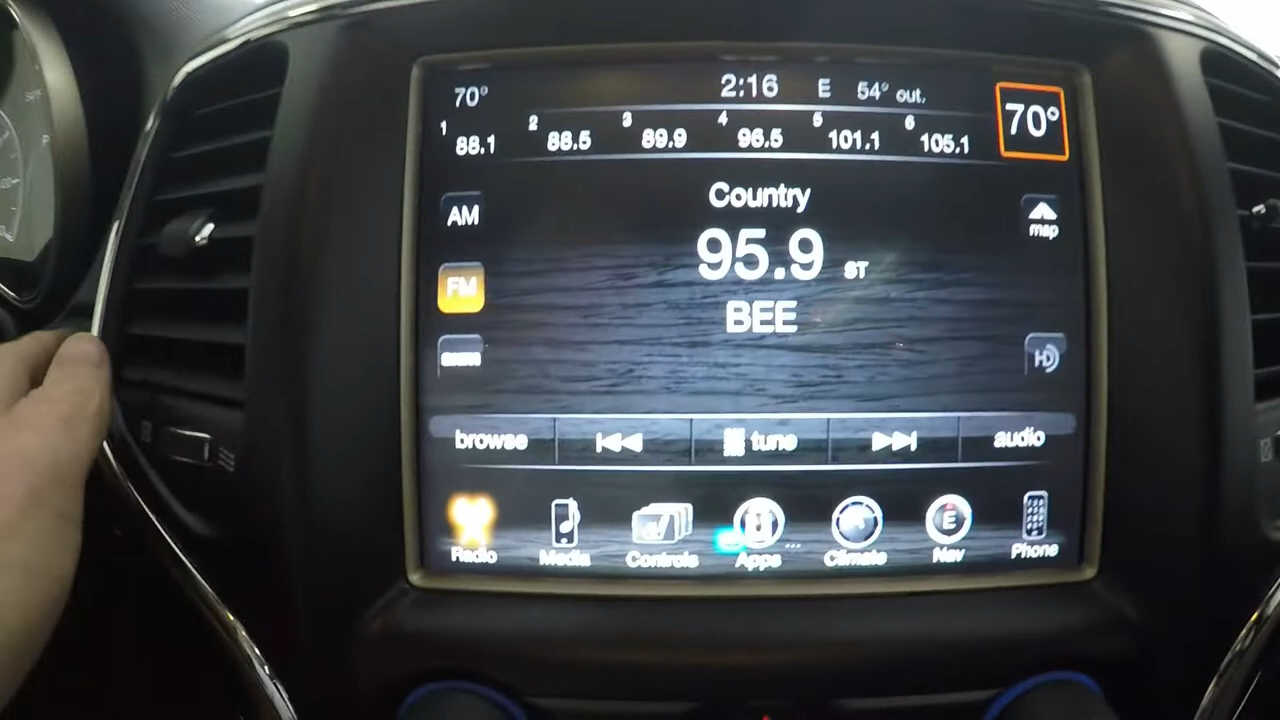 70°
2:16 E 54° out.
70°
1 88.1 2 88.5 3 89.9 4 96.5 5 101.1 6 105.1
Country
AM
map
95.9 ST
FM
BEE
HD
browse tune audio
E
Radio Media Controls Apps ... Climate Nav Phone